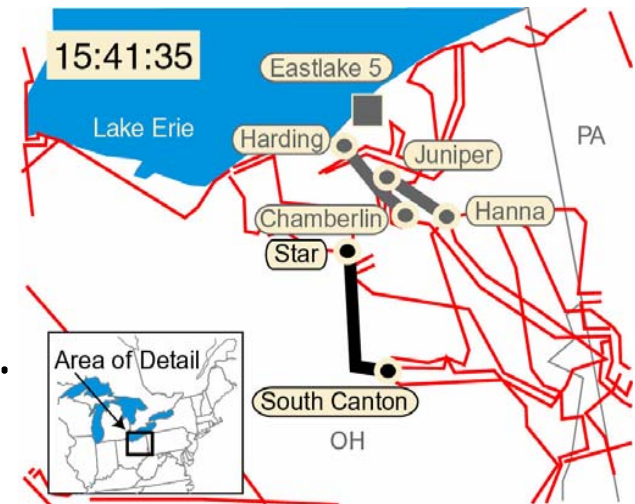 15:41:35
Eastlake 5
Lake Erie
Harding
Juniper
PA
Chamberlin
Hanna
Star
Area of Detail
South Canton
OH